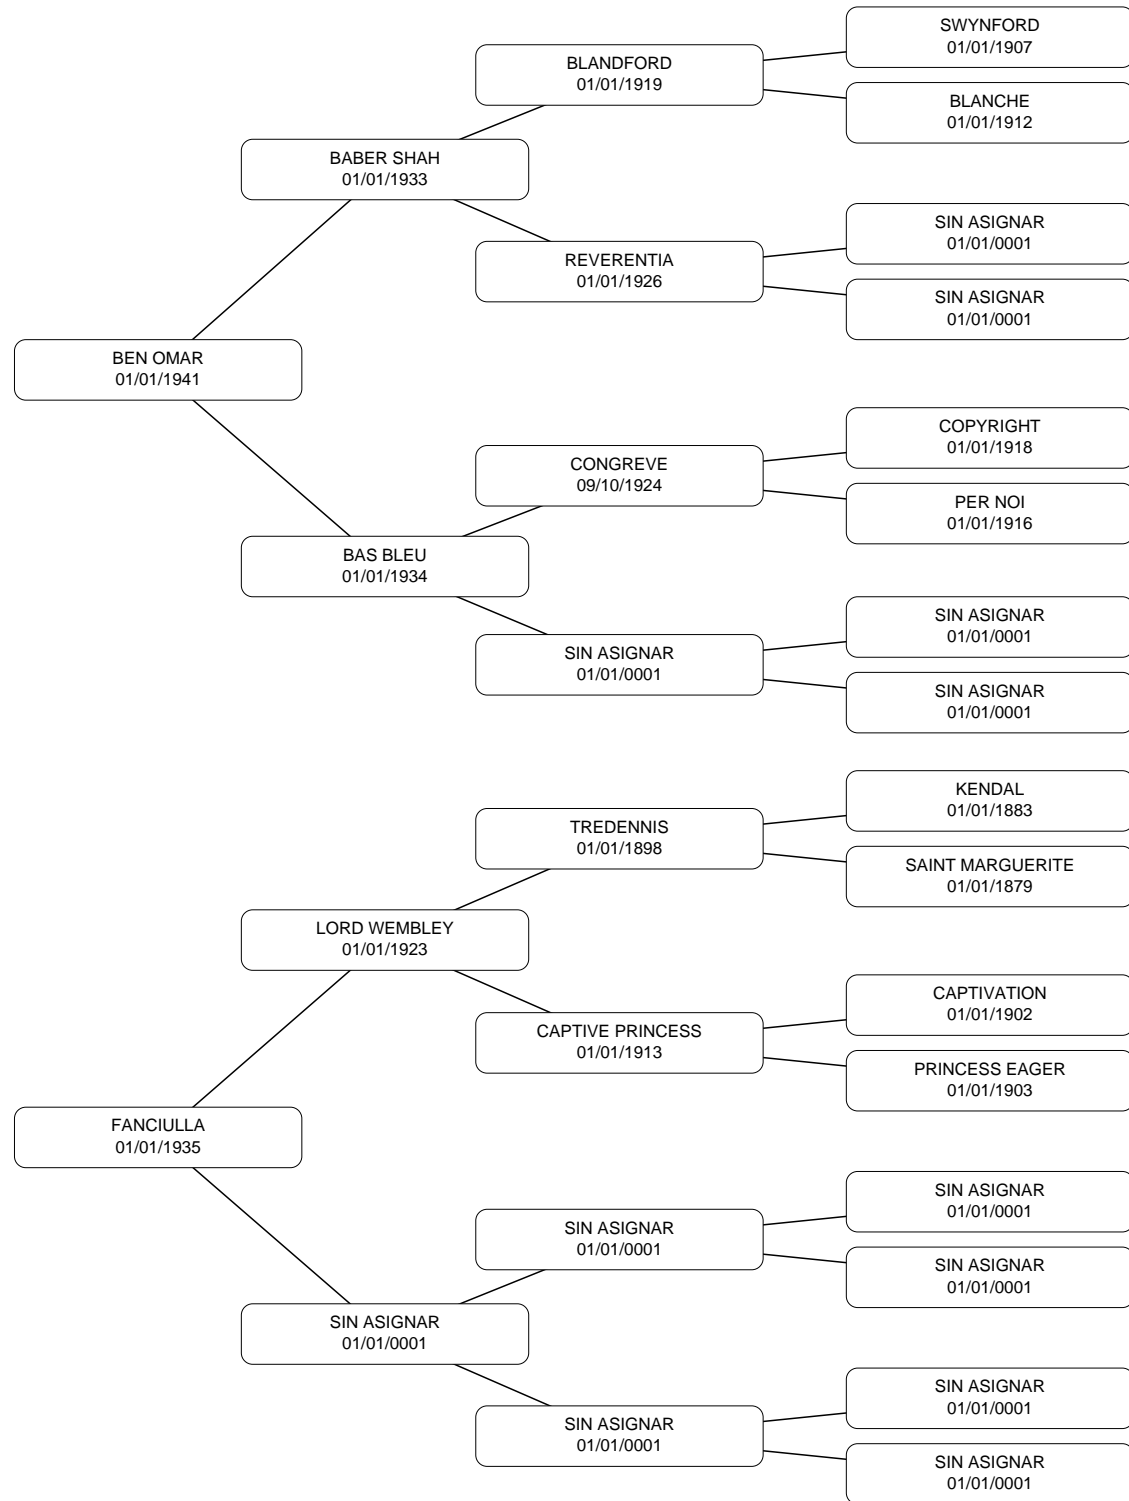 SWYNFORD
01/01/1907
BLANDFORD
01/01/1919
BLANCHE
01/01/1912
BABER SHAH
01/01/1933
SIN ASIGNAR
01/01/0001
REVERENTIA
01/01/1926
SIN ASIGNAR
01/01/0001
BEN OMAR
01/01/1941
COPYRIGHT
01/01/1918
CONGREVE
09/10/1924
PER NOI
01/01/1916
BAS BLEU
01/01/1934
SIN ASIGNAR
01/01/0001
SIN ASIGNAR
01/01/0001
SIN ASIGNAR
01/01/0001
KENDAL
01/01/1883
TREDENNIS
01/01/1898
SAINT MARGUERITE
01/01/1879
LORD WEMBLEY
01/01/1923
CAPTIVATION
01/01/1902
CAPTIVE PRINCESS
01/01/1913
PRINCESS EAGER
01/01/1903
FANCIULLA
01/01/1935
SIN ASIGNAR
01/01/0001
SIN ASIGNAR
01/01/0001
SIN ASIGNAR
01/01/0001
SIN ASIGNAR
01/01/0001
SIN ASIGNAR
01/01/0001
SIN ASIGNAR
01/01/0001
SIN ASIGNAR
01/01/0001